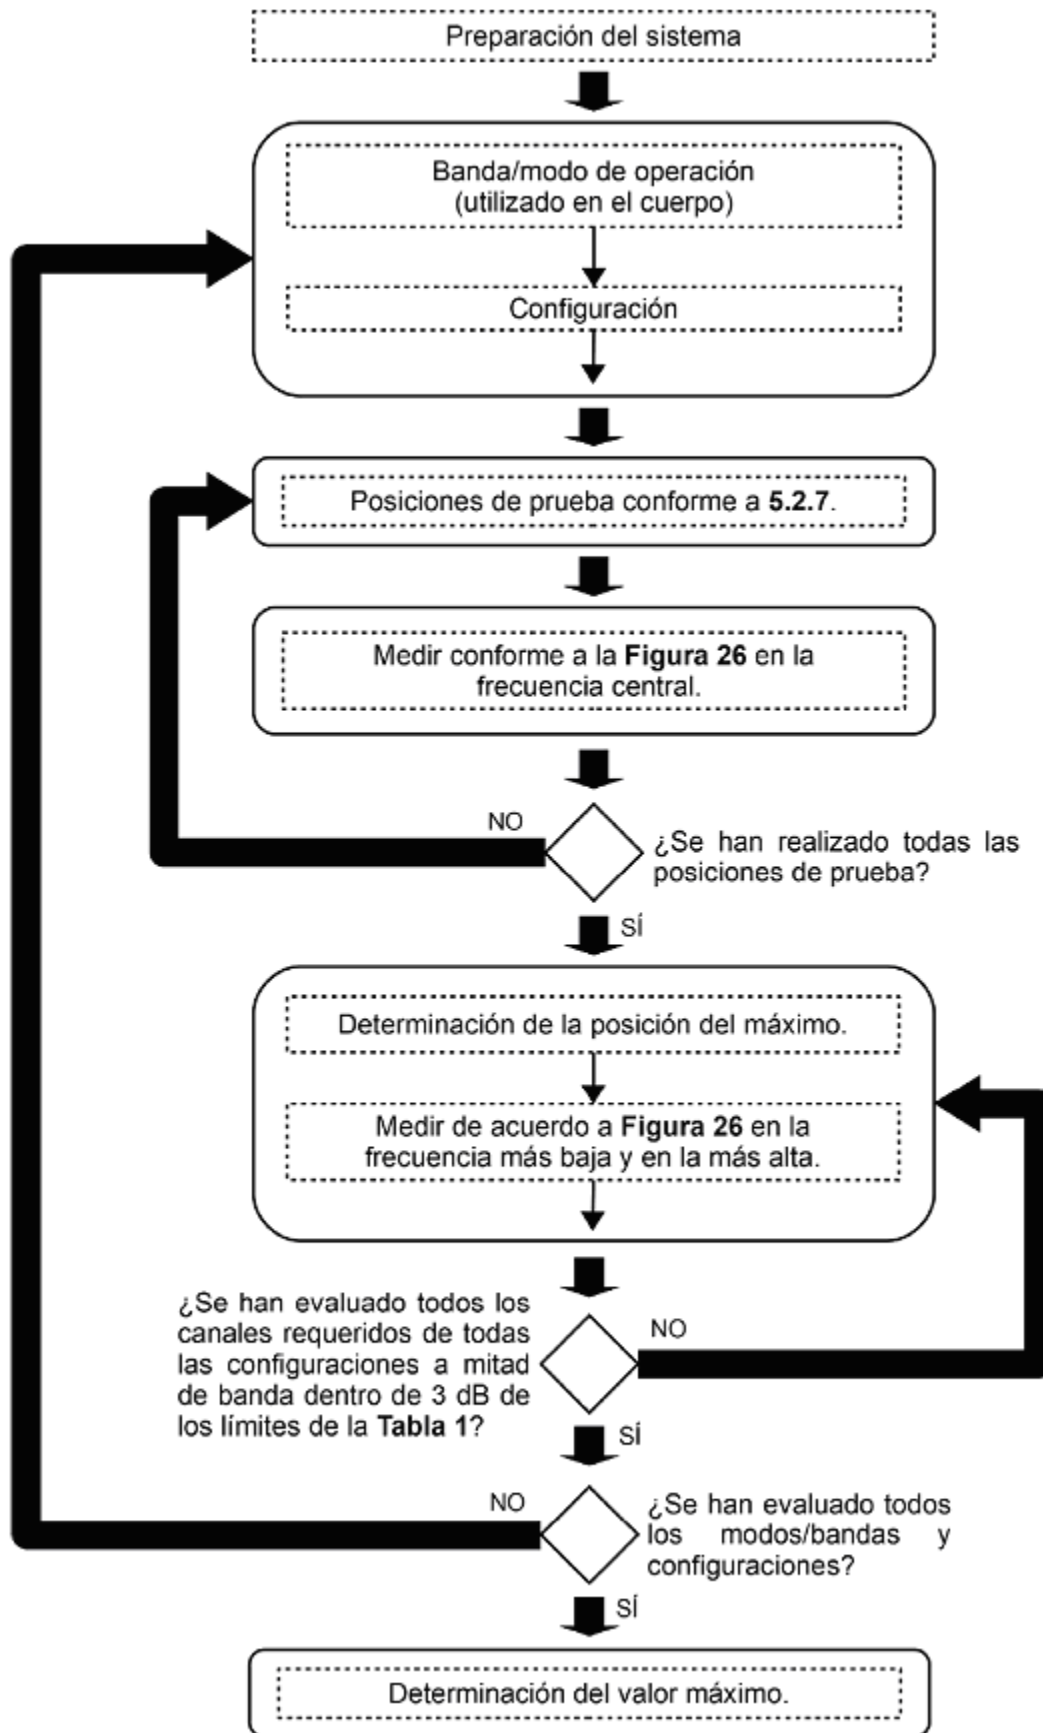 Preparación del sistema
Banda/modo de operación
(utilizado en el cuerpo)
Configuración
Posiciones de prueba conforme a 5.2.7.
Medir conforme a la Figura 26 en la
frecuencia central.
NO
¿Se han realizado todas las
posiciones de prueba?
SÍ
Determinación de la posición del máximo.
Medir de acuerdo a Figura 26 en la
frecuencia más baja y en la más alta.
¿Se han evaluado todos los
canales requeridos de todas
las configuraciones a mitad
de banda dentro de 3 dB de
los límites de la Tabla 1?
NO
SÍ
NO
¿Se han evaluado todos
los modos/bandas y
configuraciones?
SÍ
Determinación del valor máximo.